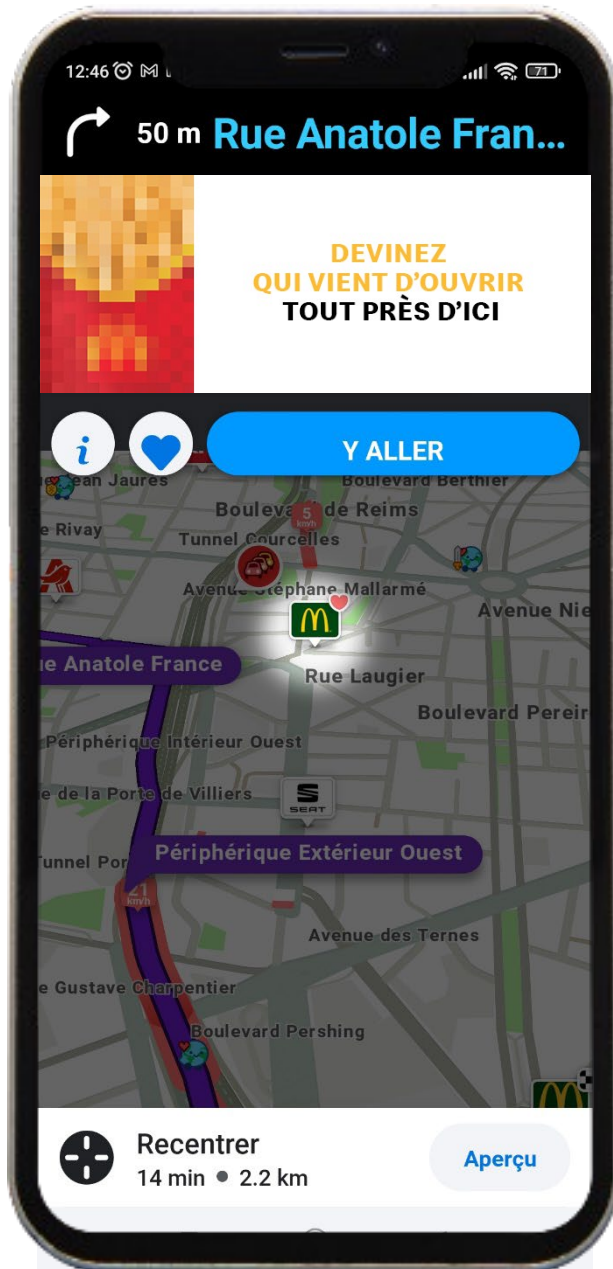 12:46
71
50 m Rue Anatole Fran...
DEVINEZ
QUI VIENT D'OUVRIR
TOUT PRÈS D'ICI
i
Y ALLER
Jean Jaurès
Boulevard Berthier
Boulevard de Reims
5
km/h
e Rivay
Tunnel Courcelles
Avenue Stéphane Mallarmé
Avenue Nie
ue Anatole France
Rue Laugier
Boulevard Pereir
Périphérique Intérieur Ouest
e de la Porte de Villiers
SEAT
Tunnel Por
Périphérique Extérieur Ouest
21
km/h
Avenue des Ternes
e Gustave Charpentier
Boulevard Pershing
Recentrer
14 min • 2.2 km
Aperçu